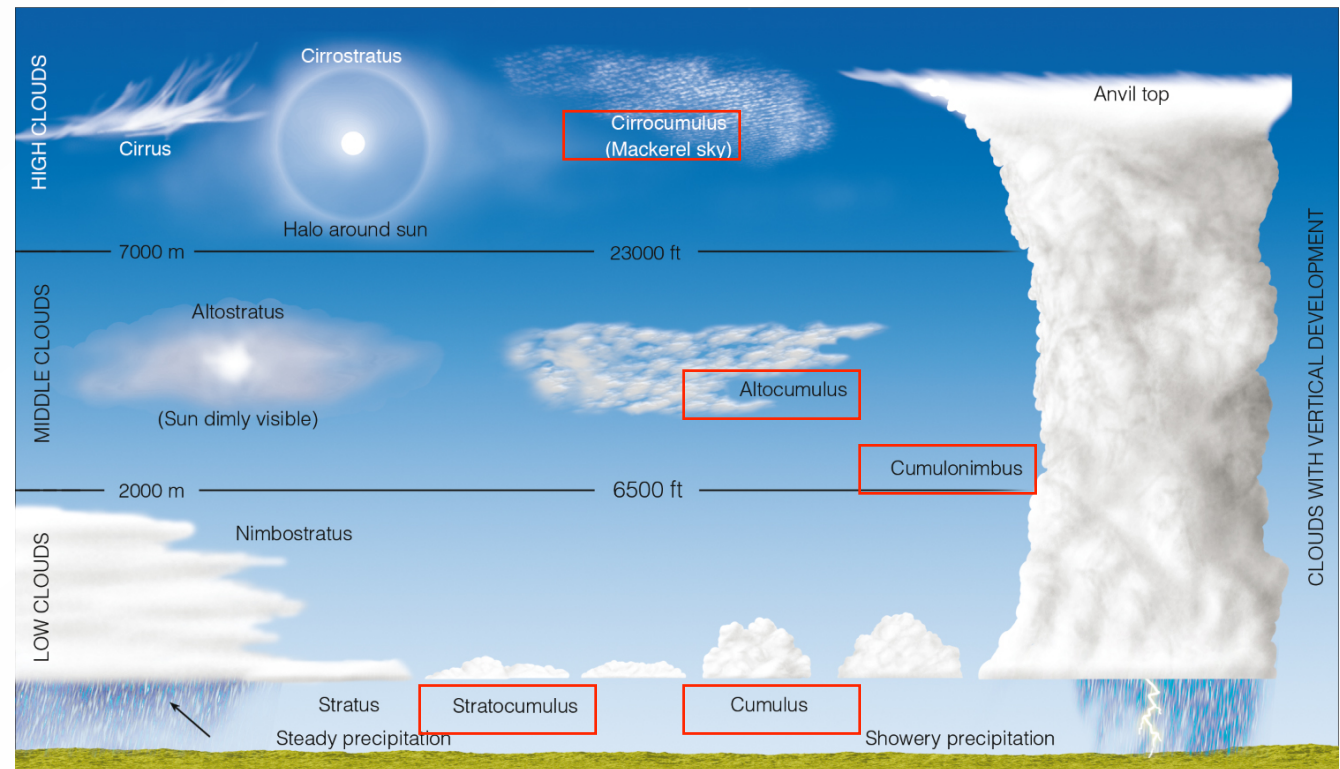 HIGH CLOUDS
Cirrus
Cirrostratus
Halo around sun
Cirrocumulus
(Mackerel sky)
Anvil top
7000 m
23000 ft
MIDDLE CLOUDS
Altostratus
(Sun dimly visible)
Altocumulus
Cumulonimbus
2000 m
6500 ft
LOW CLOUDS
Nimbostratus
Stratus
Stratocumulus
Cumulus
Steady precipitation
Showery precipitation
CLOUDS WITH VERTICAL DEVELOPMENT